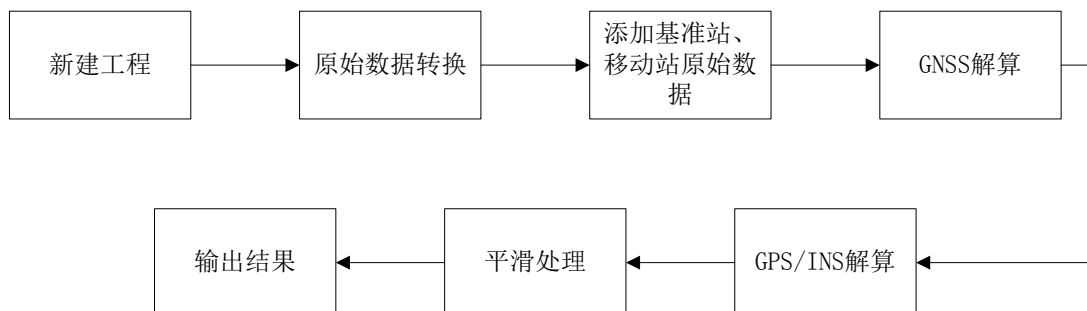 新建工程
原始数据转换
添加基准站、
移动站原始数
据
GNSS解算
GPS/INS解算
平滑处理
输出结果